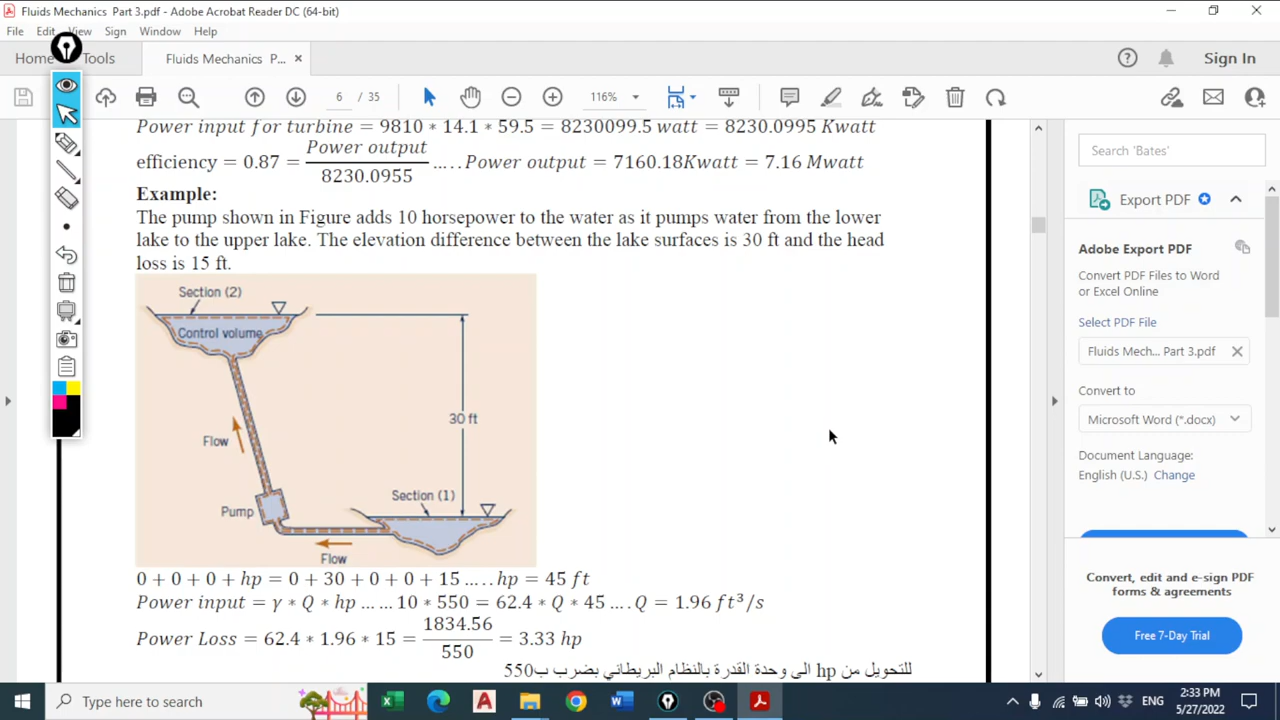 Fluids Mechanics Part 3.pdf - Adobe Acrobat Reader DC (64-bit)
File Edit View Sign Window Help
Home Tools Fluids Mechanics P... × Sign In
6 / 35 116%
Power input for turbine = 9810 * 14.1 * 59.5 = 8230099.5 watt = 8230.0995 Kwatt
efficiency = 0.87 = Power output / 8230.0955 ..... Power output = 7160.18Kwatt = 7.16 Mwatt
Example:
The pump shown in Figure adds 10 horsepower to the water as it pumps water from the lower
lake to the upper lake. The elevation difference between the lake surfaces is 30 ft and the head
loss is 15 ft.
Section (2)
Control volume
30 ft
Flow
Section (1)
Pump
Flow
0 + 0 + 0 + hp = 0 + 30 + 0 + 0 + 15 ..... hp = 45 ft
Power input = γ * Q * hp ... ... 10 * 550 = 62.4 * Q * 45 .... Q = 1.96 ft³/s
Power Loss = 62.4 * 1.96 * 15 = 1834.56 / 550 = 3.33 hp
للتحويل من hp الى وحدة القدرة بالنظام البريطاني بضرب ب550
Search 'Bates'
Export PDF
Adobe Export PDF
Convert PDF Files to Word
or Excel Online
Select PDF File
Fluids Mech... Part 3.pdf
Convert to
Microsoft Word (*.docx)
Document Language:
English (U.S.) Change
Convert, edit and e-sign PDF
forms & agreements
Free 7-Day Trial
Type here to search
ENG
2:33 PM
5/27/2022